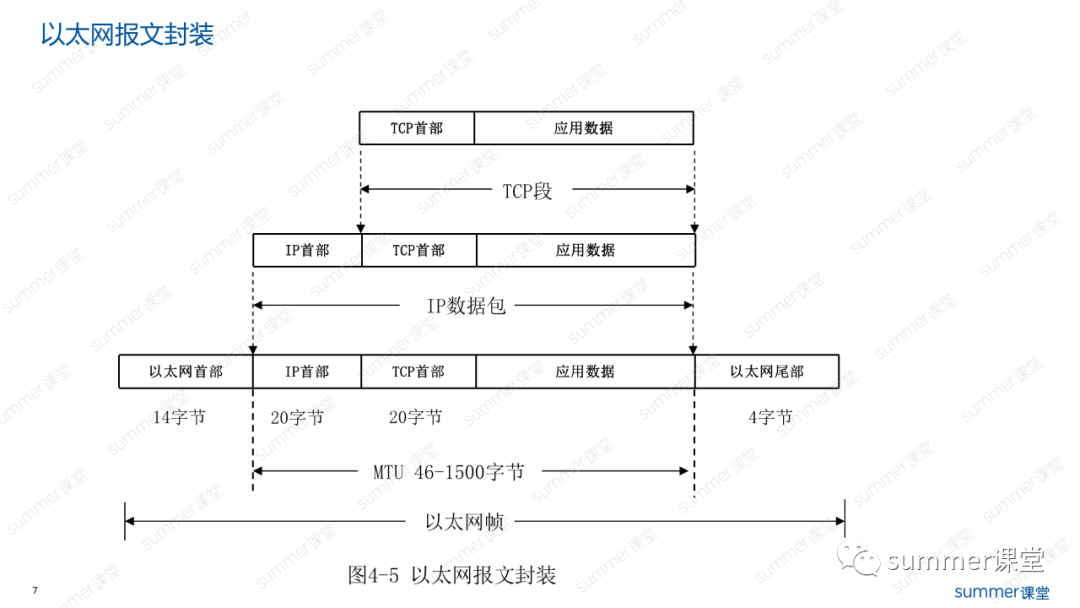 以太网报文封装
TCP首部 应用数据
TCP段
IP首部 TCP首部 应用数据
IP数据包
以太网首部 IP首部 TCP首部 应用数据 以太网尾部
14字节 20字节 20字节 4字节
MTU 46-1500字节
以太网帧
图4-5 以太网报文封装
summer课堂
7
summer课堂